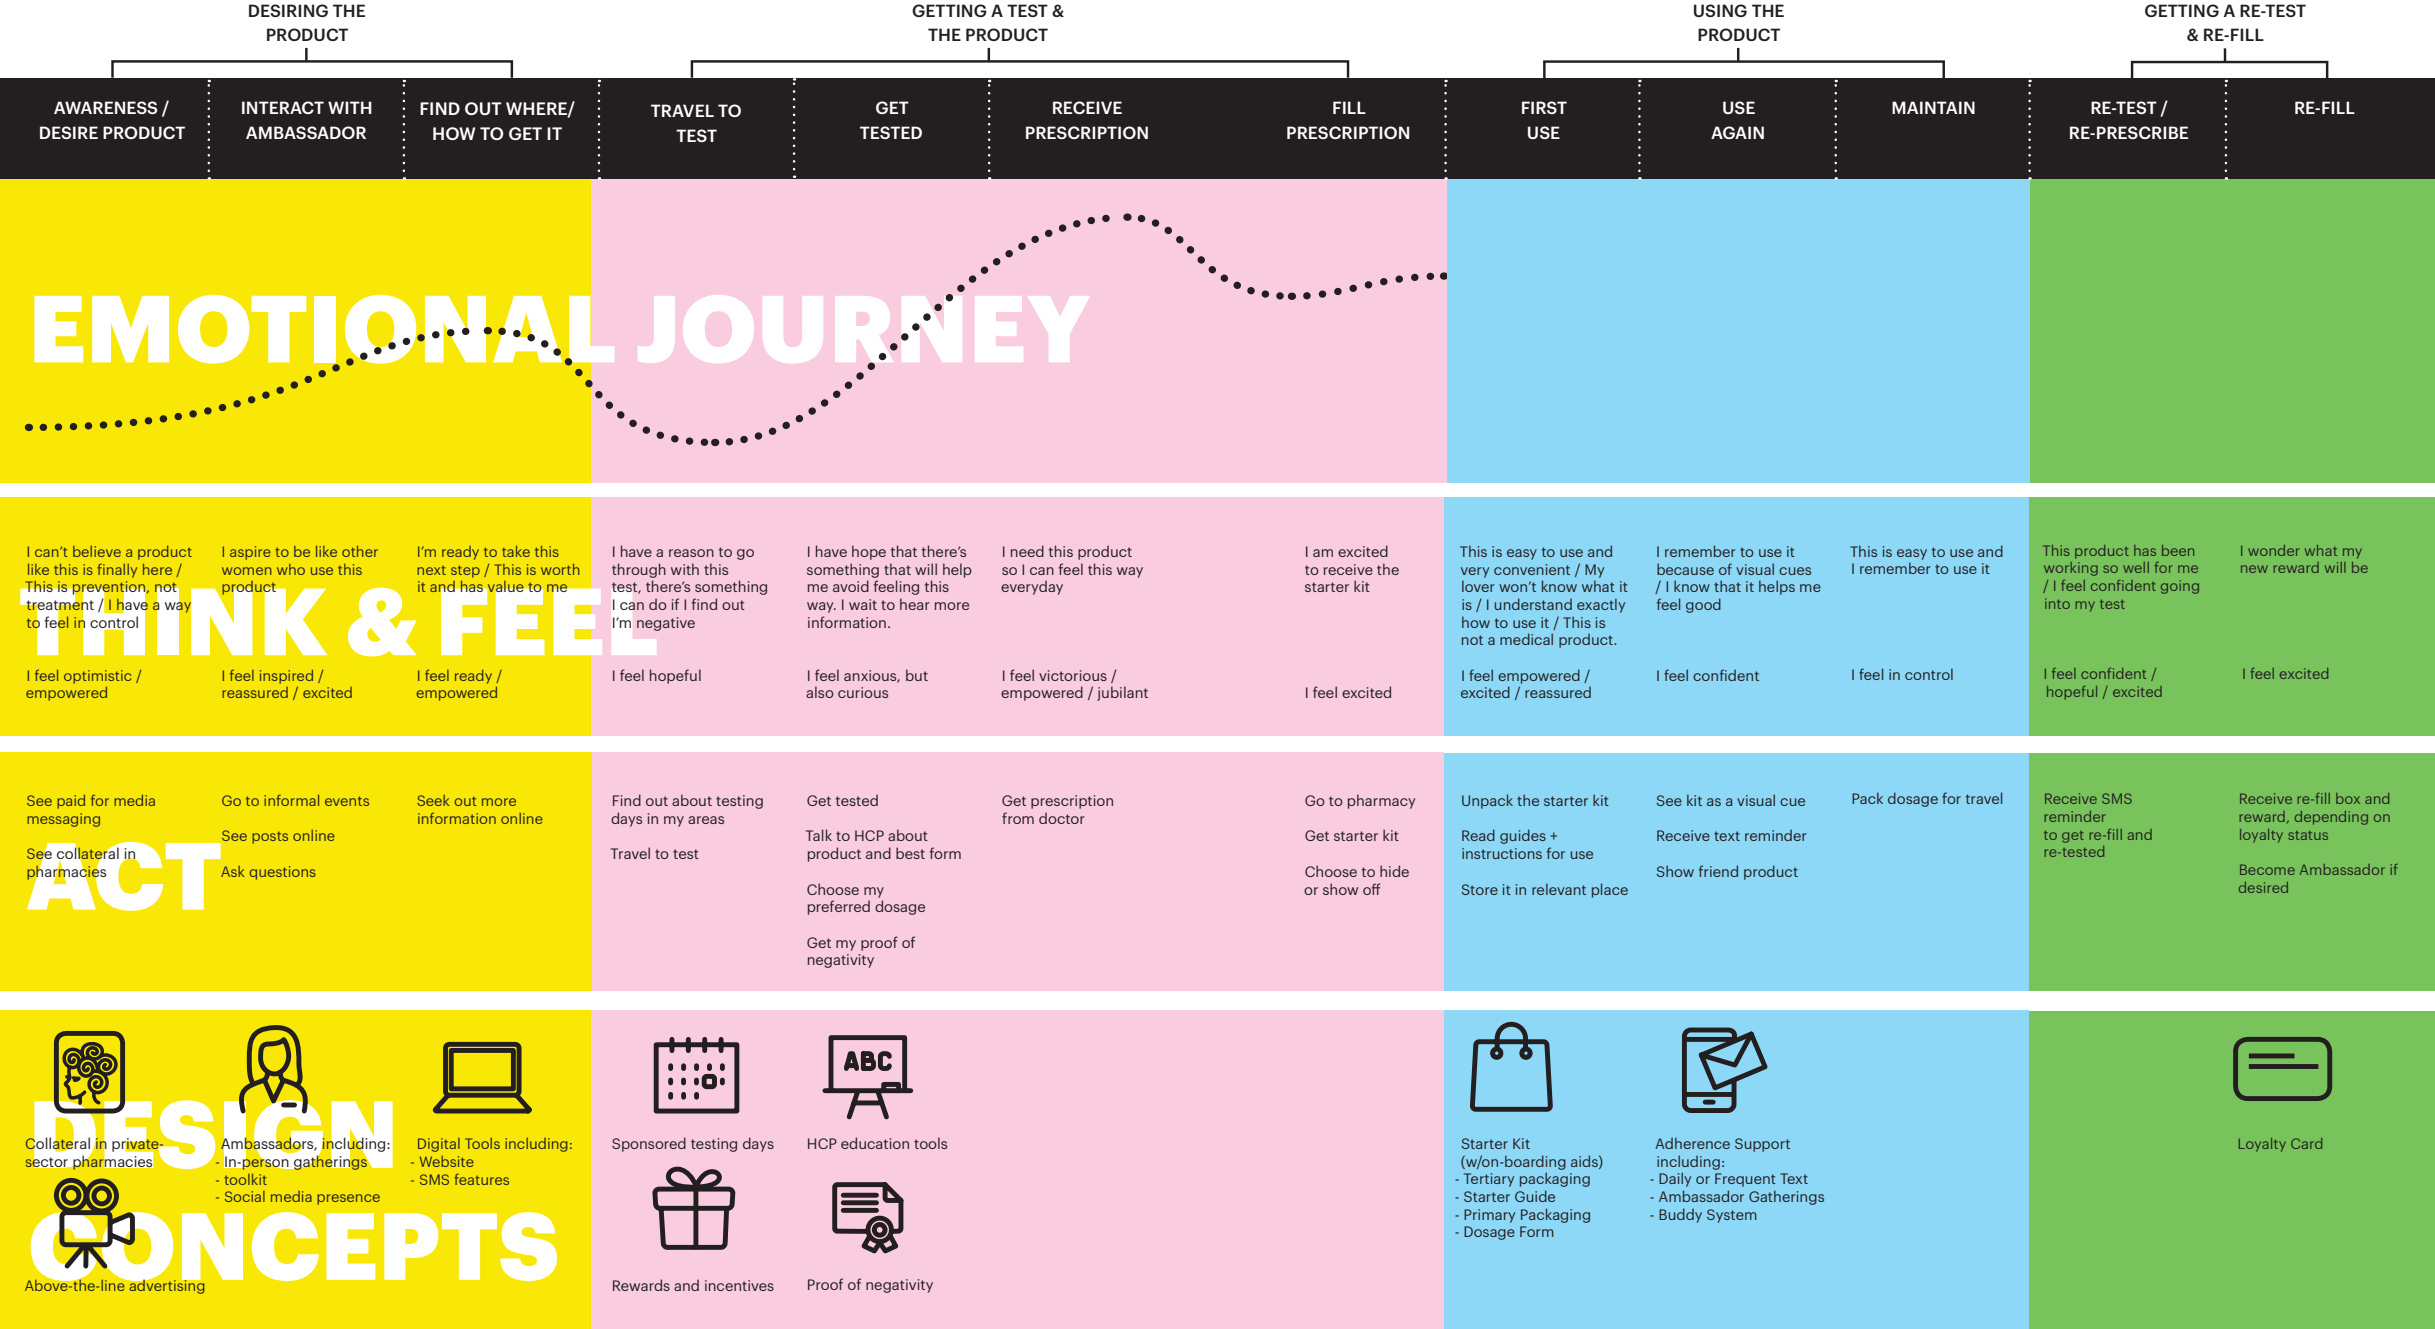 DESIRING THE
PRODUCT
GETTING A TEST &
THE PRODUCT
USING THE
PRODUCT
GETTING A RE-TEST
& RE-FILL
AWARENESS /
DESIRE PRODUCT
INTERACT WITH
AMBASSADOR
FIND OUT WHERE/
HOW TO GET IT
TRAVEL TO
TEST
GET
TESTED
RECEIVE
PRESCRIPTION
FILL
PRESCRIPTION
FIRST
USE
USE
AGAIN
MAINTAIN
RE-TEST /
RE-PRESCRIBE
RE-FILL
EMOTIONAL JOURNEY
THINK & FEEL
I can't believe a product
like this is finally here /
This is prevention, not
treatment / I have a way
to feel in control
I feel optimistic /
empowered
I aspire to be like other
women who use this
product
I feel inspired /
reassured / excited
I'm ready to take this
next step / This is worth
it and has value to me
I feel ready /
empowered
I have a reason to go
through with this
test, there's something
I can do if I find out
I'm negative
I feel hopeful
I have hope that there's
something that will help
me avoid feeling this
way. I wait to hear more
information.
I feel anxious, but
also curious
I need this product
so I can feel this way
everyday
I feel victorious /
empowered / jubilant
I am excited
to receive the
starter kit
I feel excited
This is easy to use and
very convenient / My
lover won't know what it
is / I understand exactly
how to use it / This is
not a medical product.
I feel empowered /
excited / reassured
I remember to use it
because of visual cues
/ I know that it helps me
feel good
I feel confident
This is easy to use and
I remember to use it
I feel in control
This product has been
working so well for me
/ I feel confident going
into my test
I feel confident /
hopeful / excited
I wonder what my
new reward will be
I feel excited
ACT
See paid for media
messaging
See collateral in
pharmacies
Go to informal events
See posts online
Ask questions
Seek out more
information online
Find out about testing
days in my areas
Travel to test
Get tested
Talk to HCP about
product and best form
Choose my
preferred dosage
Get my proof of
negativity
Get prescription
from doctor
Go to pharmacy
Get starter kit
Choose to hide
or show off
Unpack the starter kit
Read guides +
instructions for use
Store it in relevant place
See kit as a visual cue
Receive text reminder
Show friend product
Pack dosage for travel
Receive SMS
reminder
to get re-fill and
re-tested
Receive re-fill box and
reward, depending on
loyalty status
Become Ambassador if
desired
DESIGN
CONCEPTS
Collateral in private-
sector pharmacies
Above-the-line advertising
Ambassadors, including:
- In-person gatherings
- toolkit
- Social media presence
Digital Tools including:
- Website
- SMS features
Sponsored testing days
Rewards and incentives
ABC
HCP education tools
Proof of negativity
Starter Kit
(w/on-boarding aids)
- Tertiary packaging
- Starter Guide
- Primary Packaging
- Dosage Form
Adherence Support
including:
- Daily or Frequent Text
- Ambassador Gatherings
- Buddy System
Loyalty Card